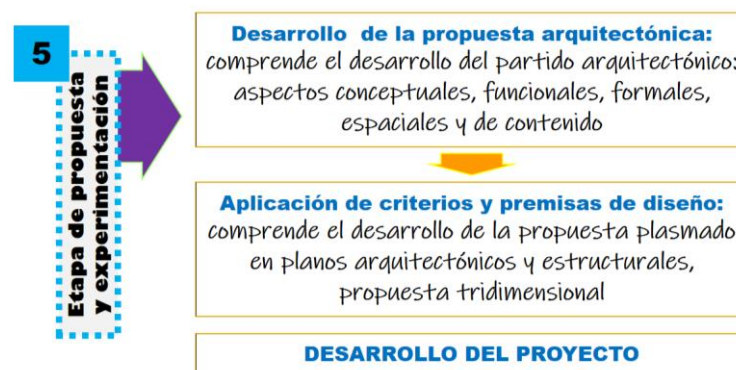 5
Etapa de propuesta
y experimentación
Desarrollo de la propuesta arquitectónica:
comprende el desarrollo del partido arquitectónico:
aspectos conceptuales, funcionales, formales,
espaciales y de contenido
Aplicación de criterios y premisas de diseño:
comprende el desarrollo de la propuesta plasmado
en planos arquitectónicos y estructurales,
propuesta tridimensional
DESARROLLO DEL PROYECTO